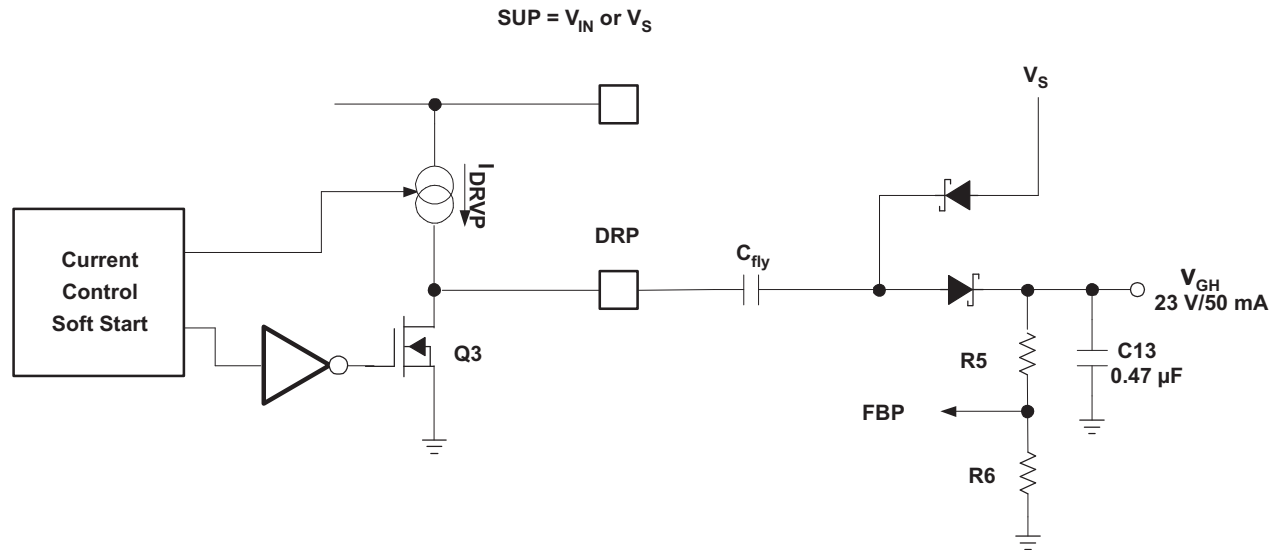 SUP = V_IN or V_S
V_S
I_DRVP
Current
Control
Soft Start
DRP
C_fly
V_GH
23 V/50 mA
Q3
R5
C13
0.47 µF
FBP
R6